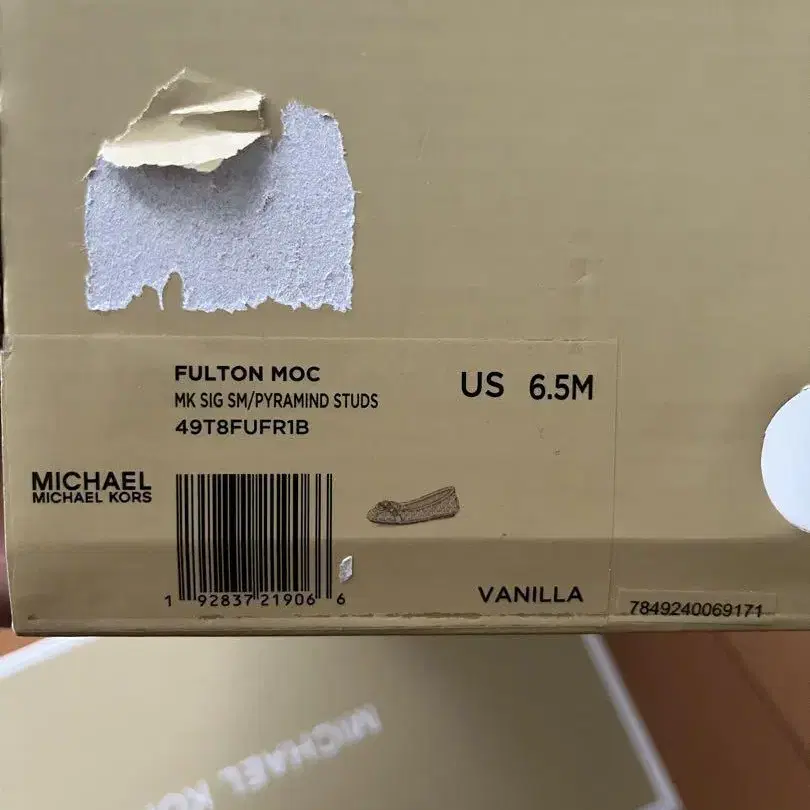 FULTON MOC
US 6.5M
MK SIG SM/PYRAMIND STUDS
49T8FUFR1B
MICHAEL
MICHAEL KORS
1 92837 21906 6
VANILLA
7849240069171
MICHAEL KO